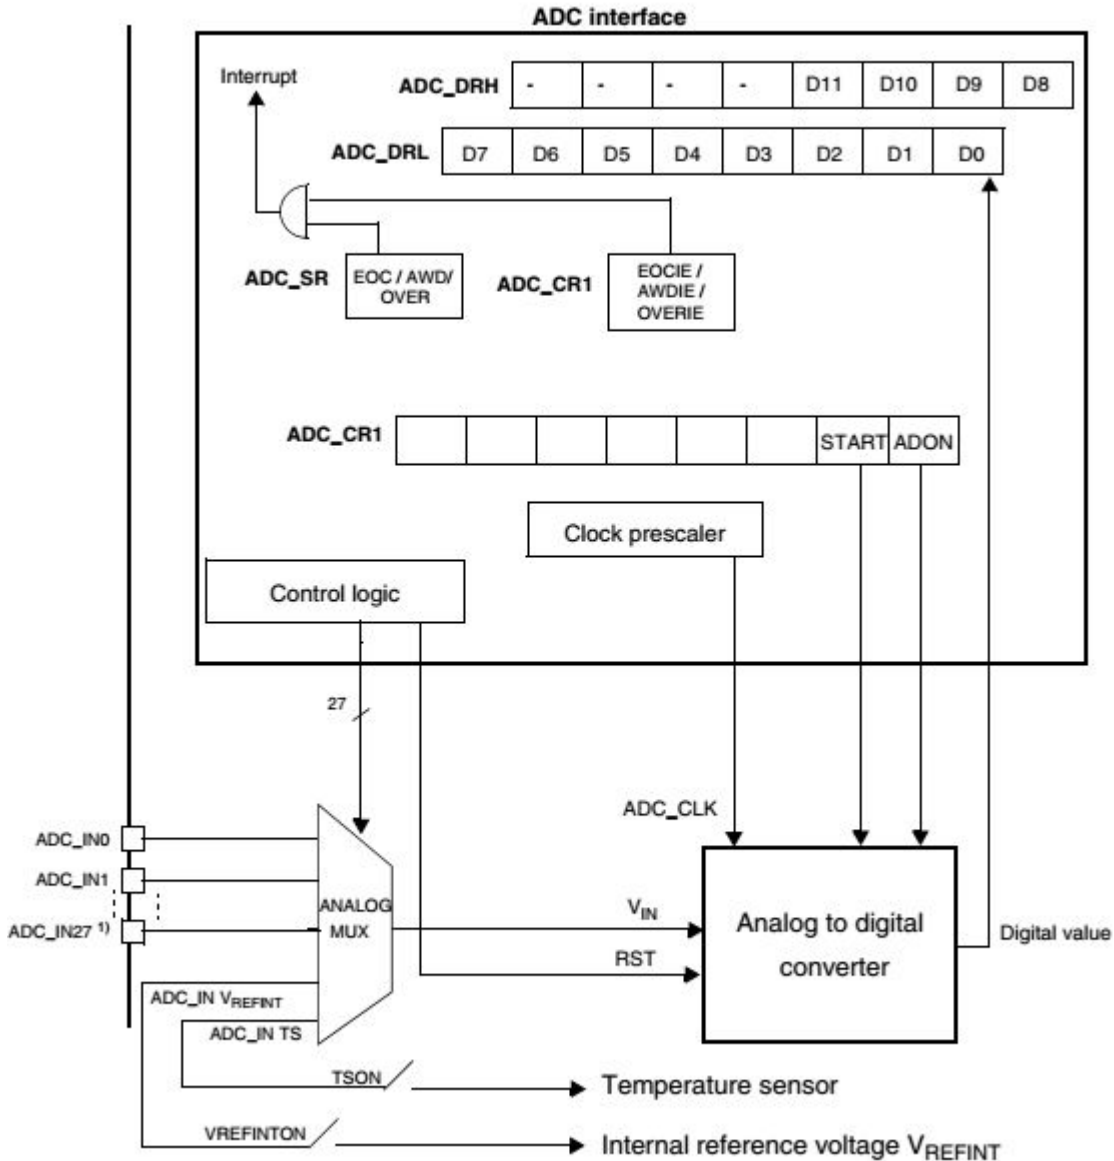 ADC interface
Interrupt
ADC_DRH - - - - D11 D10 D9 D8
ADC_DRL D7 D6 D5 D4 D3 D2 D1 D0
ADC_SR
EOC / AWD/
OVER
ADC_CR1
EOCIE /
AWDIE /
OVERIE
ADC_CR1 START ADON
Clock prescaler
Control logic
27
ADC_CLK
ADC_IN0
ADC_IN1
ADC_IN27 1)
ANALOG
MUX
VIN
RST
Analog to digital
converter
Digital value
ADC_IN VREFINT
ADC_IN TS
TSON
Temperature sensor
VREFINTON
Internal reference voltage VREFINT